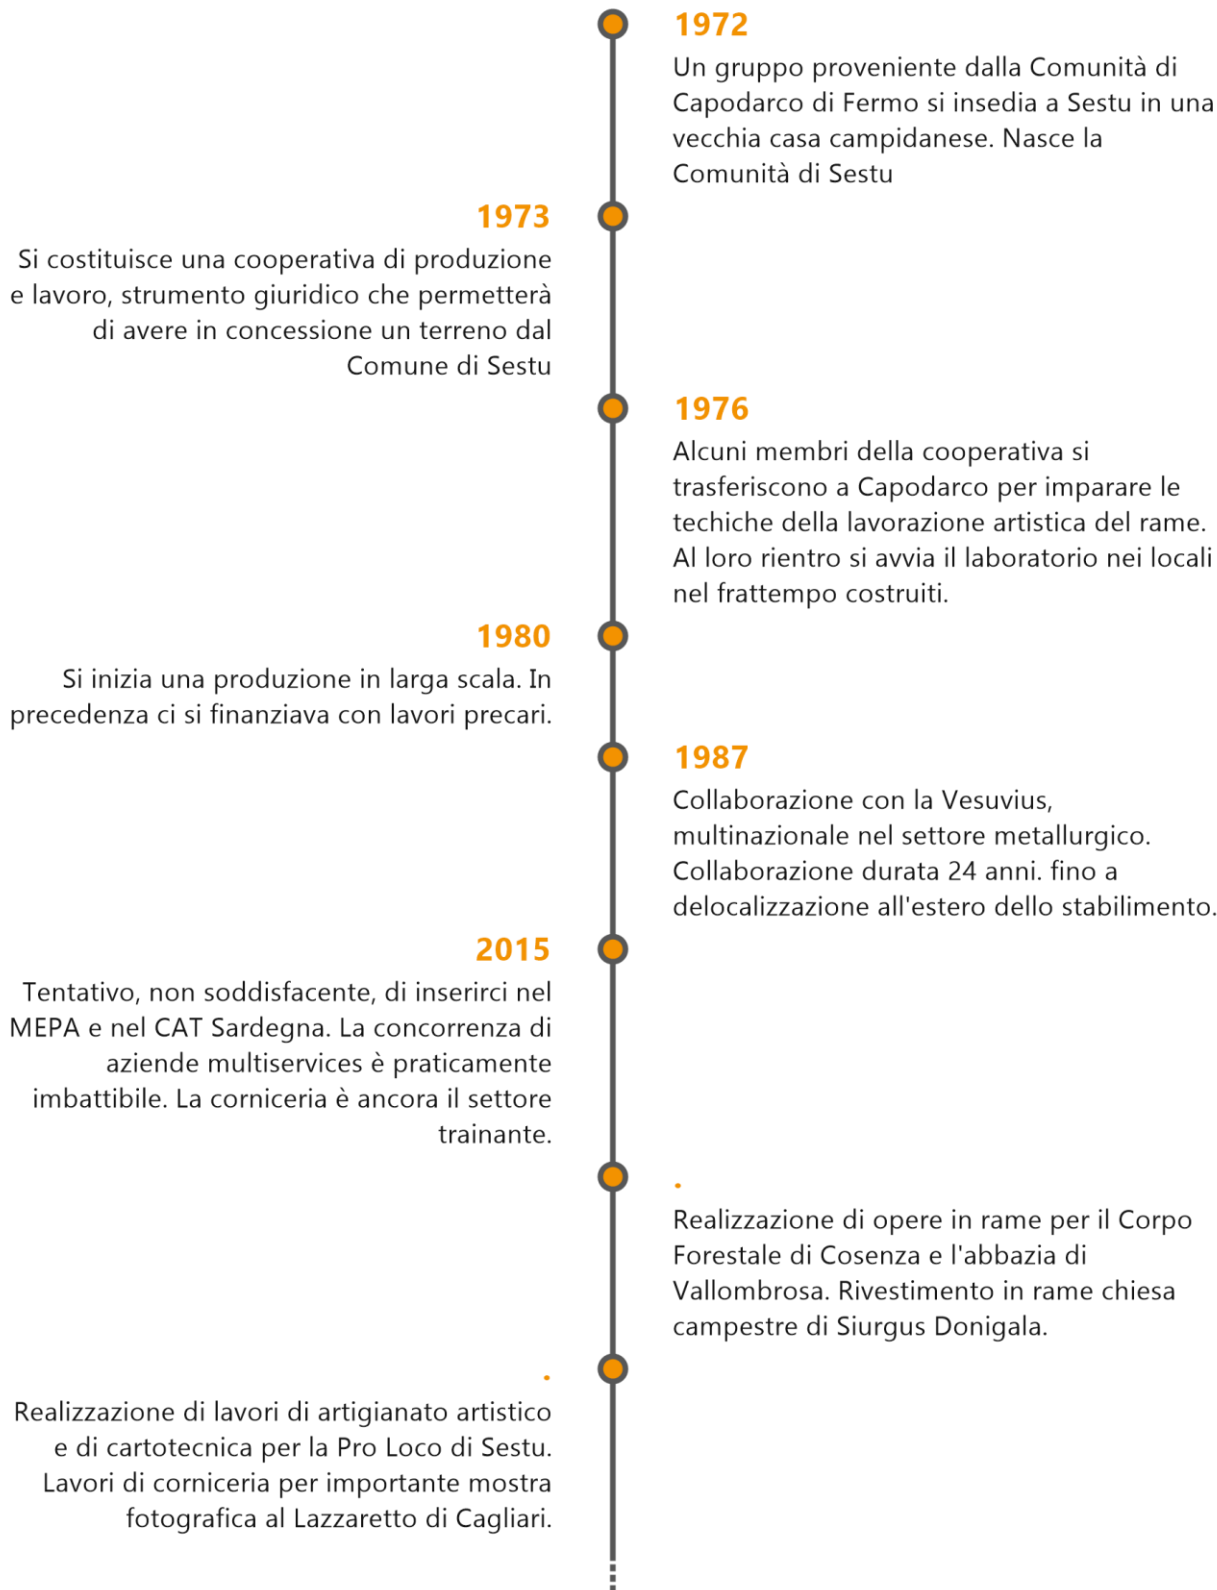 1972
Un gruppo proveniente dalla Comunità di
Capodarco di Fermo si insedia a Sestu in una
vecchia casa campidanese. Nasce la
Comunità di Sestu
1973
Si costituisce una cooperativa di produzione
e lavoro, strumento giuridico che permetterà
di avere in concessione un terreno dal
Comune di Sestu
1976
Alcuni membri della cooperativa si
trasferiscono a Capodarco per imparare le
techiche della lavorazione artistica del rame.
Al loro rientro si avvia il laboratorio nei locali
nel frattempo costruiti.
1980
Si inizia una produzione in larga scala. In
precedenza ci si finanziava con lavori precari.
1987
Collaborazione con la Vesuvius,
multinazionale nel settore metallurgico.
Collaborazione durata 24 anni. fino a
delocalizzazione all'estero dello stabilimento.
2015
Tentativo, non soddisfacente, di inserirci nel
MEPA e nel CAT Sardegna. La concorrenza di
aziende multiservices è praticamente
imbattibile. La corniceria è ancora il settore
trainante.
.
Realizzazione di opere in rame per il Corpo
Forestale di Cosenza e l'abbazia di
Vallombrosa. Rivestimento in rame chiesa
campestre di Siurgus Donigala.
.
Realizzazione di lavori di artigianato artistico
e di cartotecnica per la Pro Loco di Sestu.
Lavori di corniceria per importante mostra
fotografica al Lazzaretto di Cagliari.